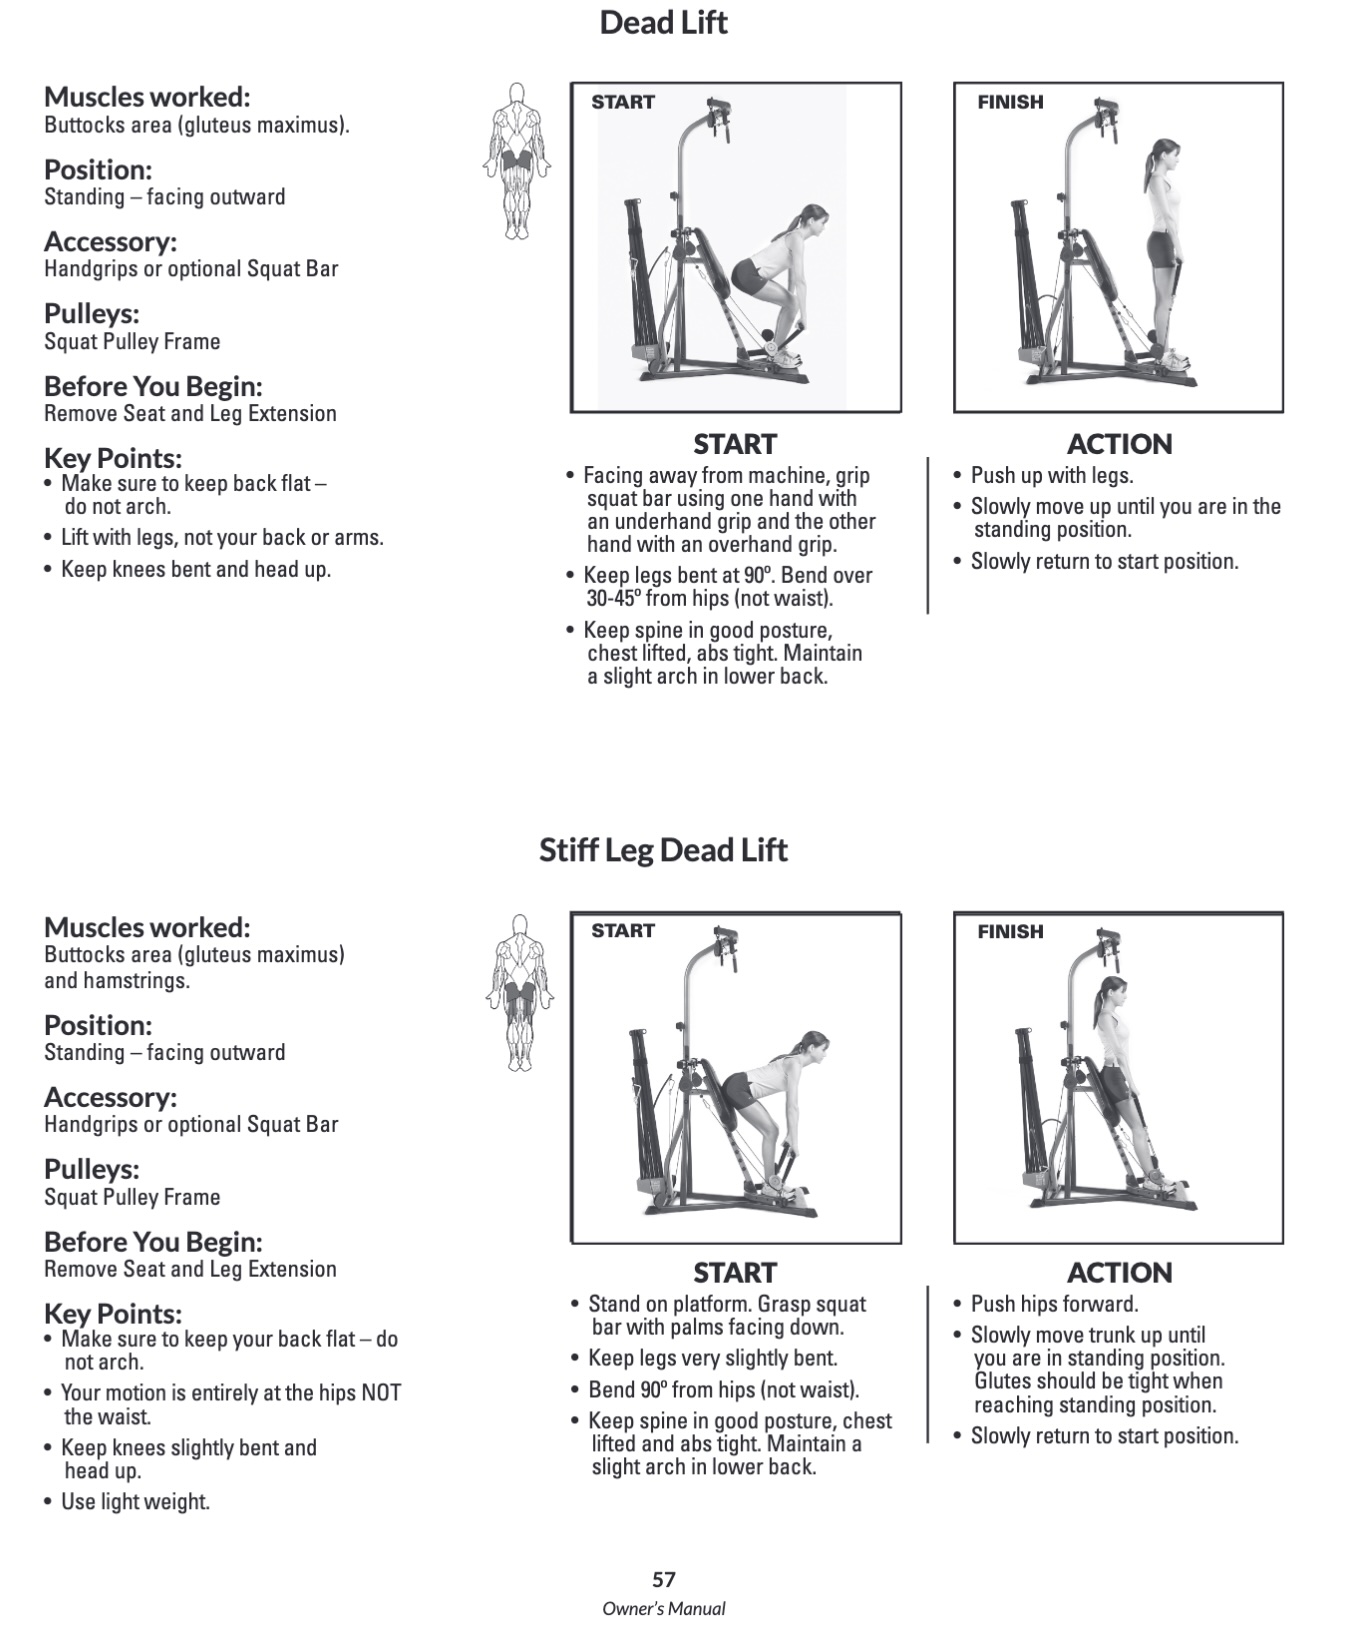 Dead Lift
Muscles worked:
Buttocks area (gluteus maximus).
Position:
Standing – facing outward
Accessory:
Handgrips or optional Squat Bar
Pulleys:
Squat Pulley Frame
Before You Begin:
Remove Seat and Leg Extension
Key Points:
• Make sure to keep back flat –
do not arch.
• Lift with legs, not your back or arms.
• Keep knees bent and head up.
START
FINISH
START
• Facing away from machine, grip
squat bar using one hand with
an underhand grip and the other
hand with an overhand grip.
• Keep legs bent at 90º. Bend over
30-45º from hips (not waist).
• Keep spine in good posture,
chest lifted, abs tight. Maintain
a slight arch in lower back.
ACTION
• Push up with legs.
• Slowly move up until you are in the
standing position.
• Slowly return to start position.
Stiff Leg Dead Lift
Muscles worked:
Buttocks area (gluteus maximus)
and hamstrings.
Position:
Standing – facing outward
Accessory:
Handgrips or optional Squat Bar
Pulleys:
Squat Pulley Frame
Before You Begin:
Remove Seat and Leg Extension
Key Points:
• Make sure to keep your back flat – do
not arch.
• Your motion is entirely at the hips NOT
the waist.
• Keep knees slightly bent and
head up.
• Use light weight.
START
FINISH
START
• Stand on platform. Grasp squat
bar with palms facing down.
• Keep legs very slightly bent.
• Bend 90º from hips (not waist).
• Keep spine in good posture, chest
lifted and abs tight. Maintain a
slight arch in lower back.
ACTION
• Push hips forward.
• Slowly move trunk up until
you are in standing position.
Glutes should be tight when
reaching standing position.
• Slowly return to start position.
57
Owner's Manual